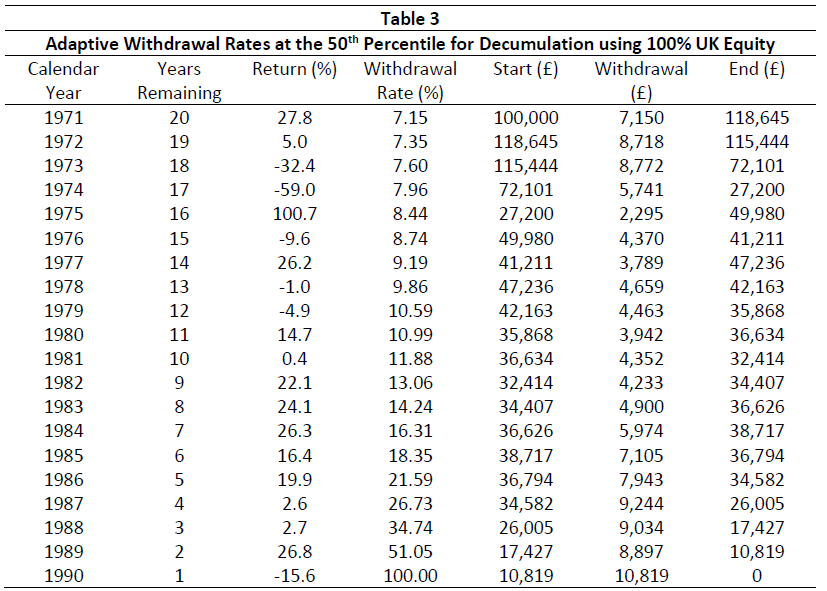 Table 3
Adaptive Withdrawal Rates at the 50th Percentile for Decumulation using 100% UK Equity
Calendar Years Return (%) Withdrawal Start (£) Withdrawal End (£)
Year Remaining Rate (%) (£)
1971 20 27.8 7.15 100,000 7,150 118,645
1972 19 5.0 7.35 118,645 8,718 115,444
1973 18 -32.4 7.60 115,444 8,772 72,101
1974 17 -59.0 7.96 72,101 5,741 27,200
1975 16 100.7 8.44 27,200 2,295 49,980
1976 15 -9.6 8.74 49,980 4,370 41,211
1977 14 26.2 9.19 41,211 3,789 47,236
1978 13 -1.0 9.86 47,236 4,659 42,163
1979 12 -4.9 10.59 42,163 4,463 35,868
1980 11 14.7 10.99 35,868 3,942 36,634
1981 10 0.4 11.88 36,634 4,352 32,414
1982 9 22.1 13.06 32,414 4,233 34,407
1983 8 24.1 14.24 34,407 4,900 36,626
1984 7 26.3 16.31 36,626 5,974 38,717
1985 6 16.4 18.35 38,717 7,105 36,794
1986 5 19.9 21.59 36,794 7,943 34,582
1987 4 2.6 26.73 34,582 9,244 26,005
1988 3 2.7 34.74 26,005 9,034 17,427
1989 2 26.8 51.05 17,427 8,897 10,819
1990 1 -15.6 100.00 10,819 10,819 0